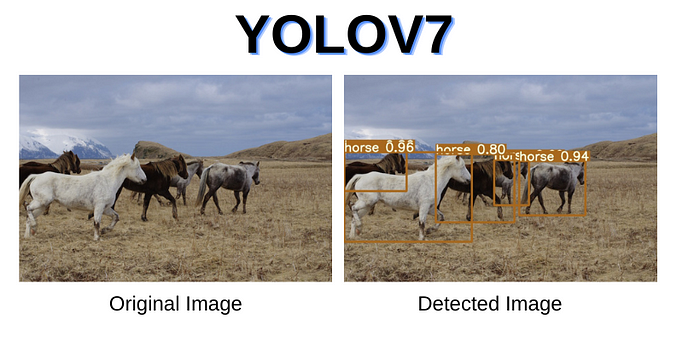 YOLOV7
horse 0.96
horse 0.80
horse 0.94
Original Image
Detected Image